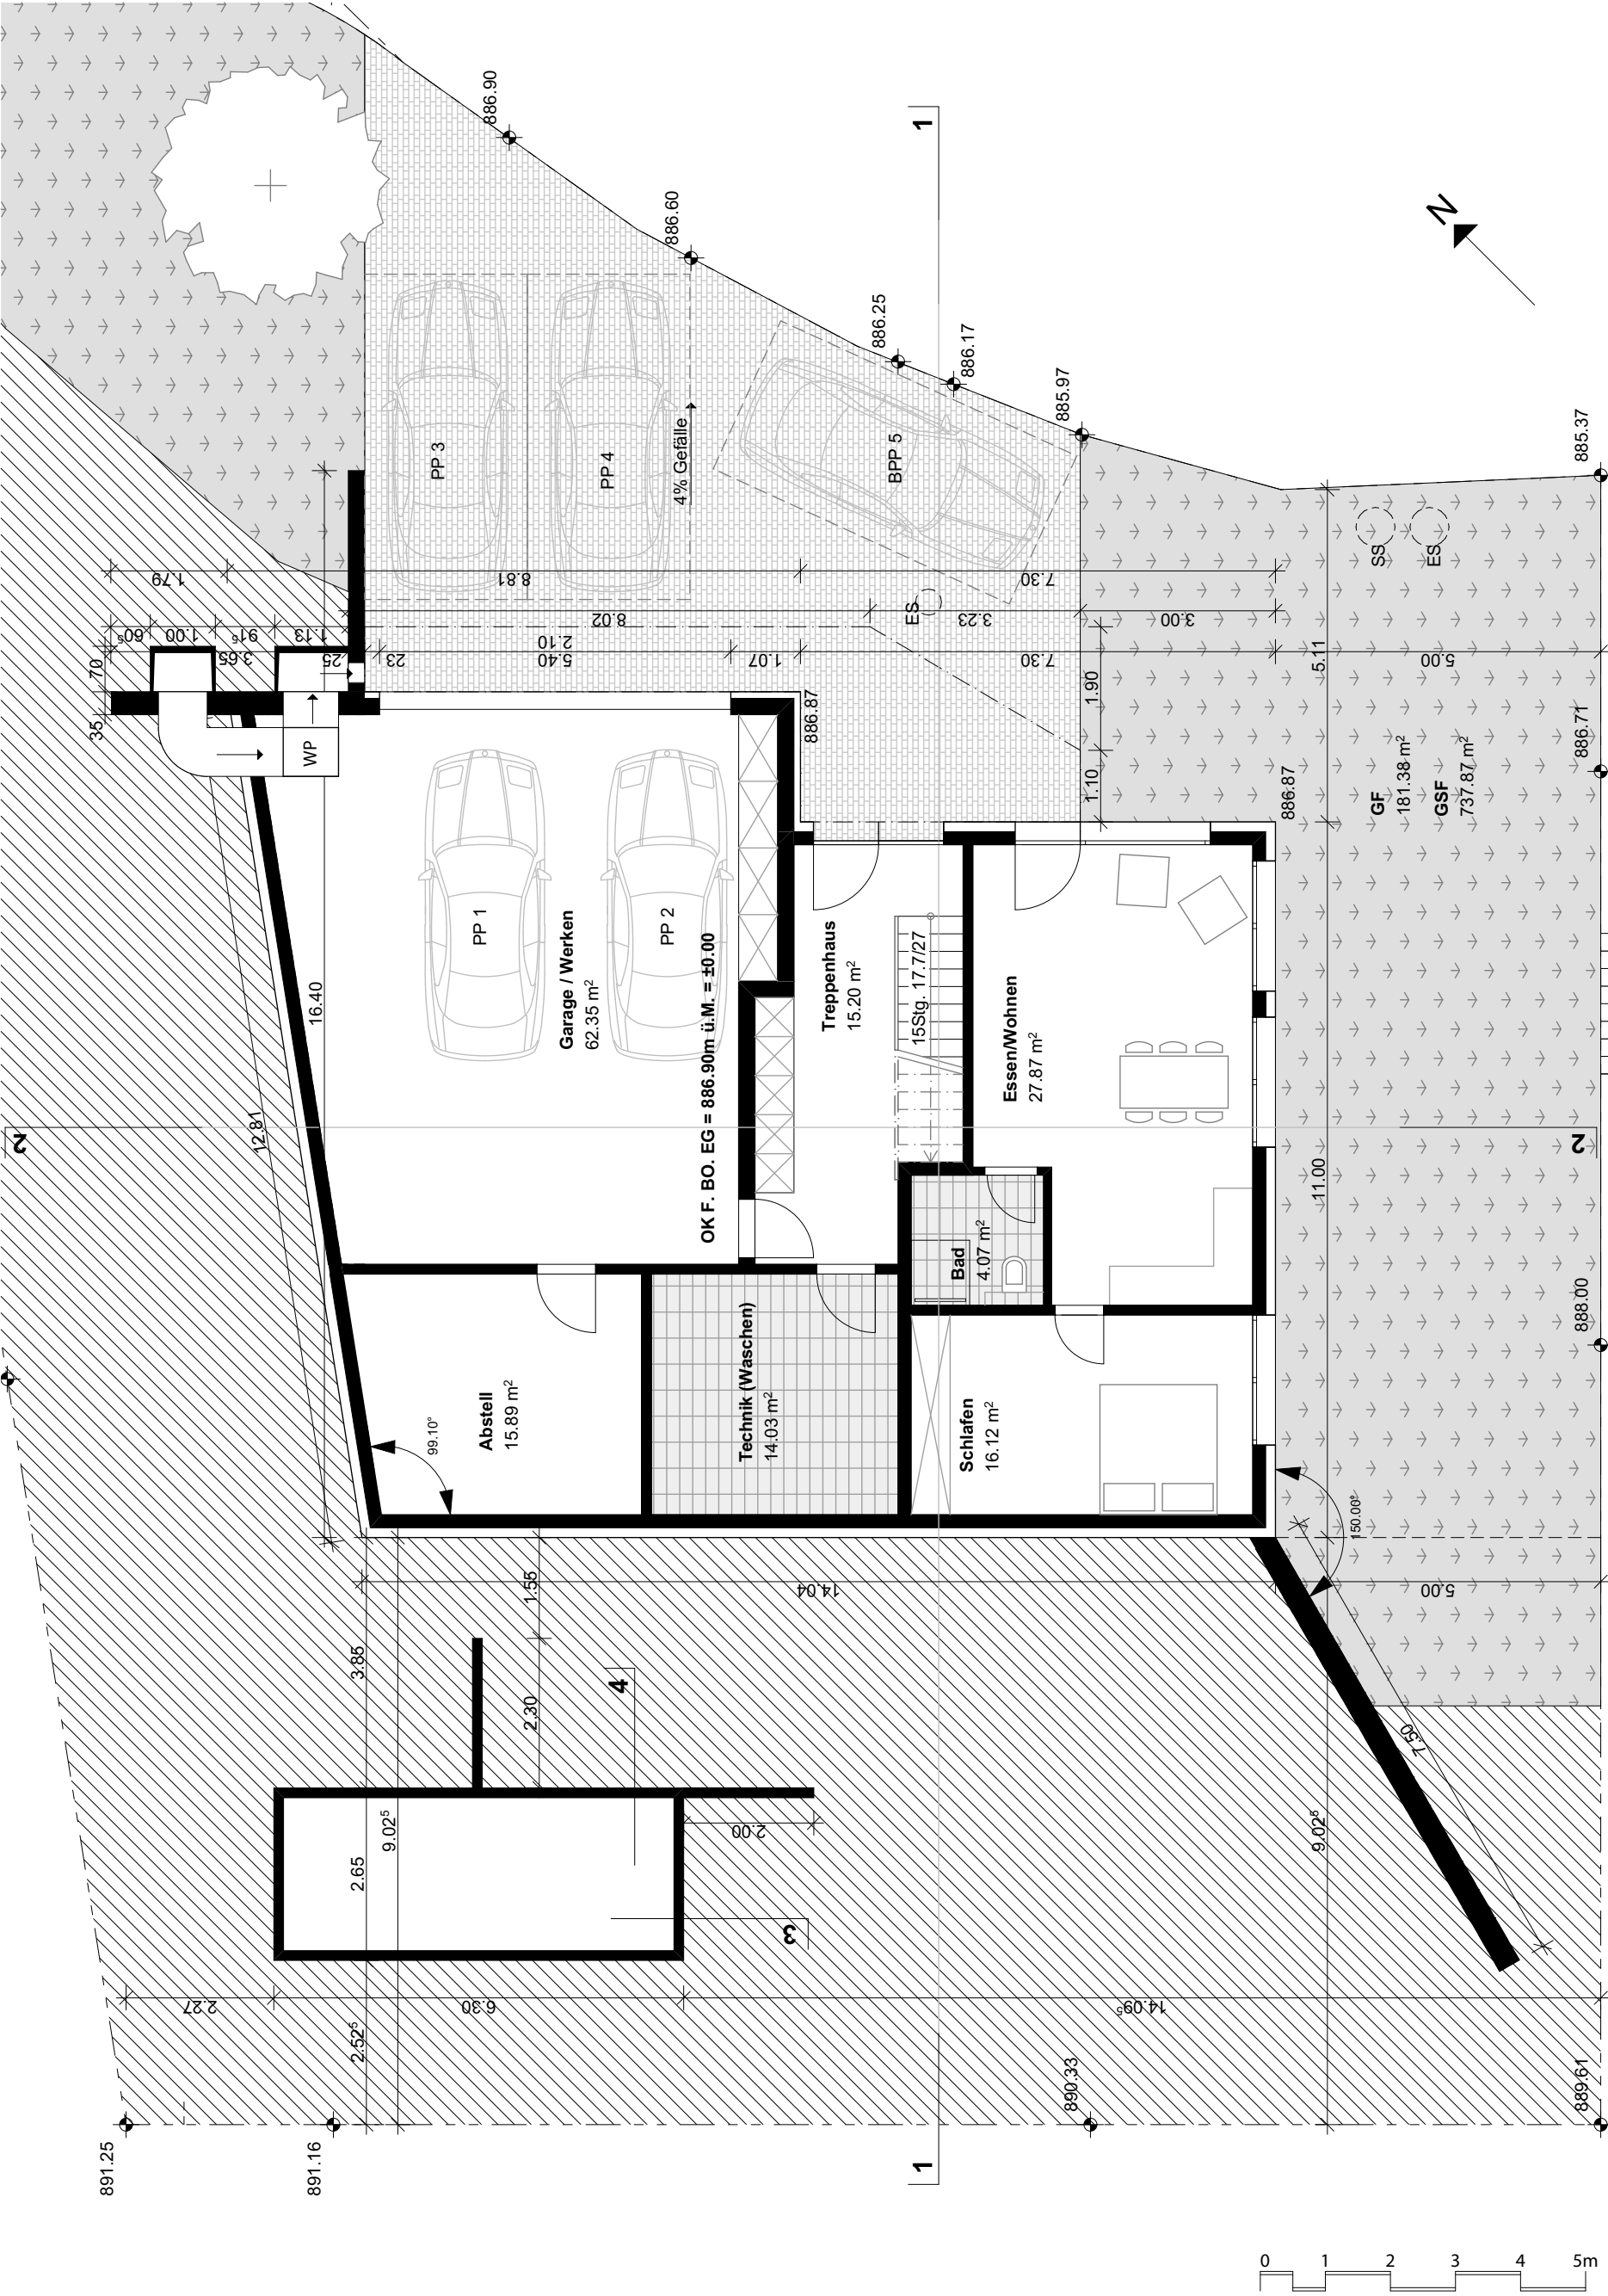 886.90
886.60
886.25
886.17
885.97
885.37
1
N
PP 3
PP 4
4% Gefälle
BPP 5
SS
ES
ES
1.79
8.81
7.30
60⁵
1.00
91⁵
1.13
8.02
3.23
3.00
2.10
3.65
25
23
5.40
1.07
7.30
5.11
5.00
70
35
WP
1.90
1.10
886.87
886.87
886.71
GF
181.38 m²
GSF
737.87 m²
PP 1
PP 2
Garage / Werken
62.35 m²
OK F. BO. EG = 886.90m ü.M. = ±0.00
Treppenhaus
15.20 m²
15Stg. 17.7/27
Essen/Wohnen
27.87 m²
16.40
12.81
2
2
11.00
Bad
4.07 m²
888.00
Abstell
15.89 m²
99.10°
Technik (Waschen)
14.03 m²
Schlafen
16.12 m²
150.00°
1.55
14.04
5.00
3.85
2.30
4
7.50
2.65
9.02⁵
2.00
9.02⁵
3
2.27
6.30
14.09⁵
2.52⁵
891.25
891.16
890.33
889.61
1
0 1 2 3 4 5m